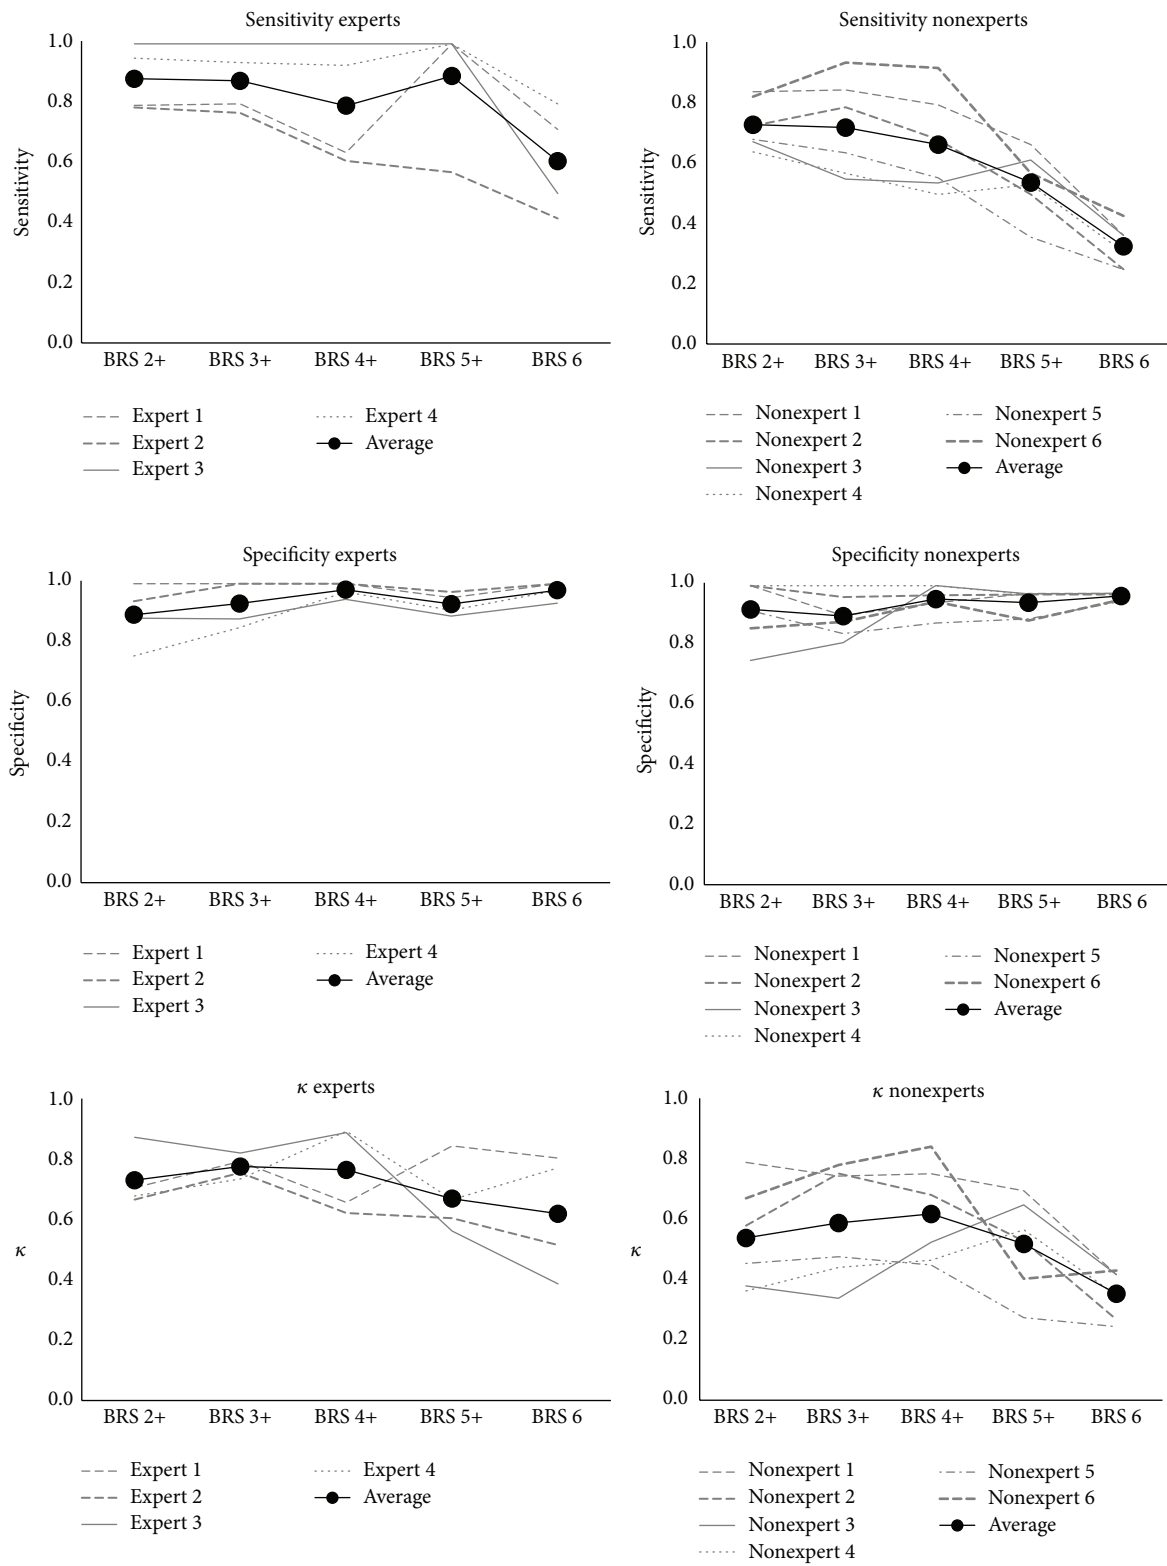 Sensitivity experts
Sensitivity
1.0
0.8
0.6
0.4
0.2
0.0
BRS 2+ BRS 3+ BRS 4+ BRS 5+ BRS 6
Expert 1
Expert 2
Expert 3
Expert 4
Average
Sensitivity nonexperts
Sensitivity
1.0
0.8
0.6
0.4
0.2
0.0
BRS 2+ BRS 3+ BRS 4+ BRS 5+ BRS 6
Nonexpert 1
Nonexpert 2
Nonexpert 3
Nonexpert 4
Nonexpert 5
Nonexpert 6
Average
Specificity experts
Specificity
1.0
0.8
0.6
0.4
0.2
0.0
BRS 2+ BRS 3+ BRS 4+ BRS 5+ BRS 6
Expert 1
Expert 2
Expert 3
Expert 4
Average
Specificity nonexperts
Specificity
1.0
0.8
0.6
0.4
0.2
0.0
BRS 2+ BRS 3+ BRS 4+ BRS 5+ BRS 6
Nonexpert 1
Nonexpert 2
Nonexpert 3
Nonexpert 4
Nonexpert 5
Nonexpert 6
Average
κ experts
κ
1.0
0.8
0.6
0.4
0.2
0.0
BRS 2+ BRS 3+ BRS 4+ BRS 5+ BRS 6
Expert 1
Expert 2
Expert 3
Expert 4
Average
κ nonexperts
κ
1.0
0.8
0.6
0.4
0.2
0.0
BRS 2+ BRS 3+ BRS 4+ BRS 5+ BRS 6
Nonexpert 1
Nonexpert 2
Nonexpert 3
Nonexpert 4
Nonexpert 5
Nonexpert 6
Average